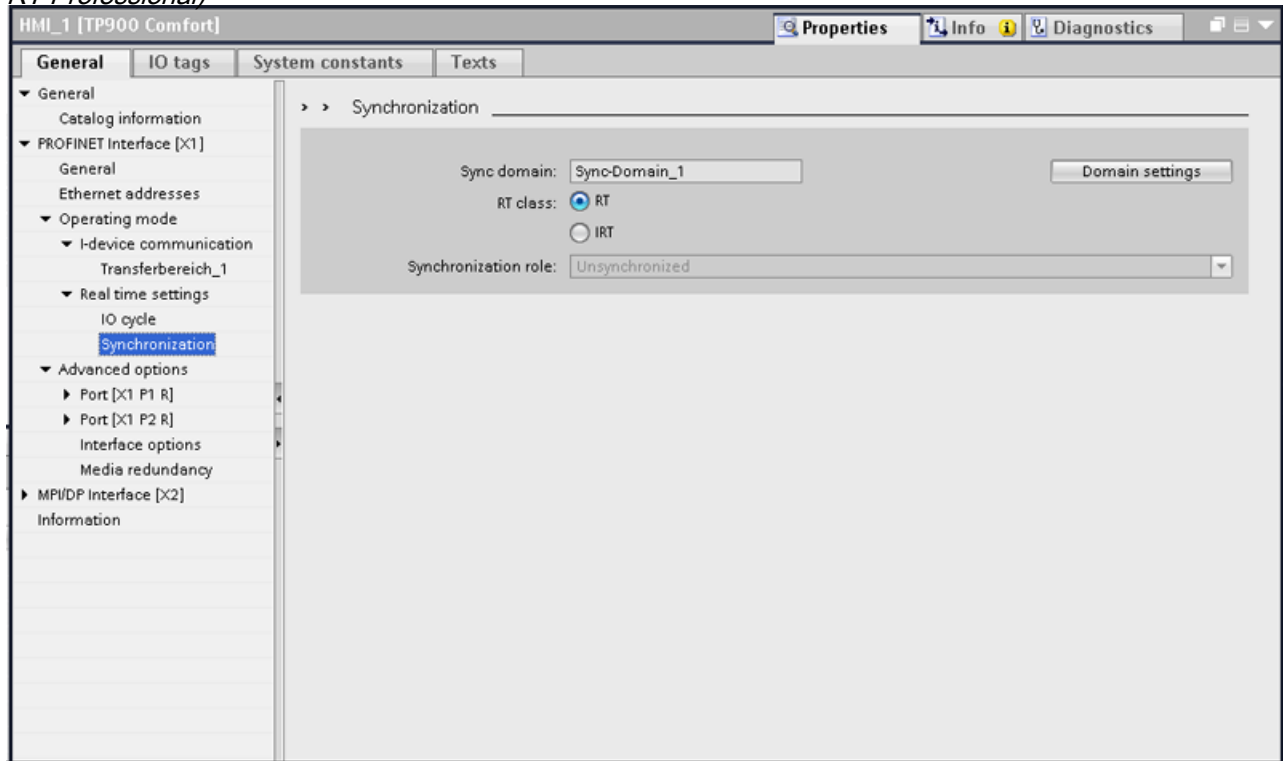 RT Professional)
HMI_1 [TP900 Comfort]
Properties
Info
Diagnostics
General
IO tags
System constants
Texts
General
Catalog information
PROFINET Interface [X1]
General
Ethernet addresses
Operating mode
I-device communication
Transferbereich_1
Real time settings
IO cycle
Synchronization
Advanced options
Port [X1 P1 R]
Port [X1 P2 R]
Interface options
Media redundancy
MPI/DP Interface [X2]
Information
> > Synchronization
Sync domain: Sync-Domain_1
Domain settings
RT class: RT
IRT
Synchronization role: Unsynchronized